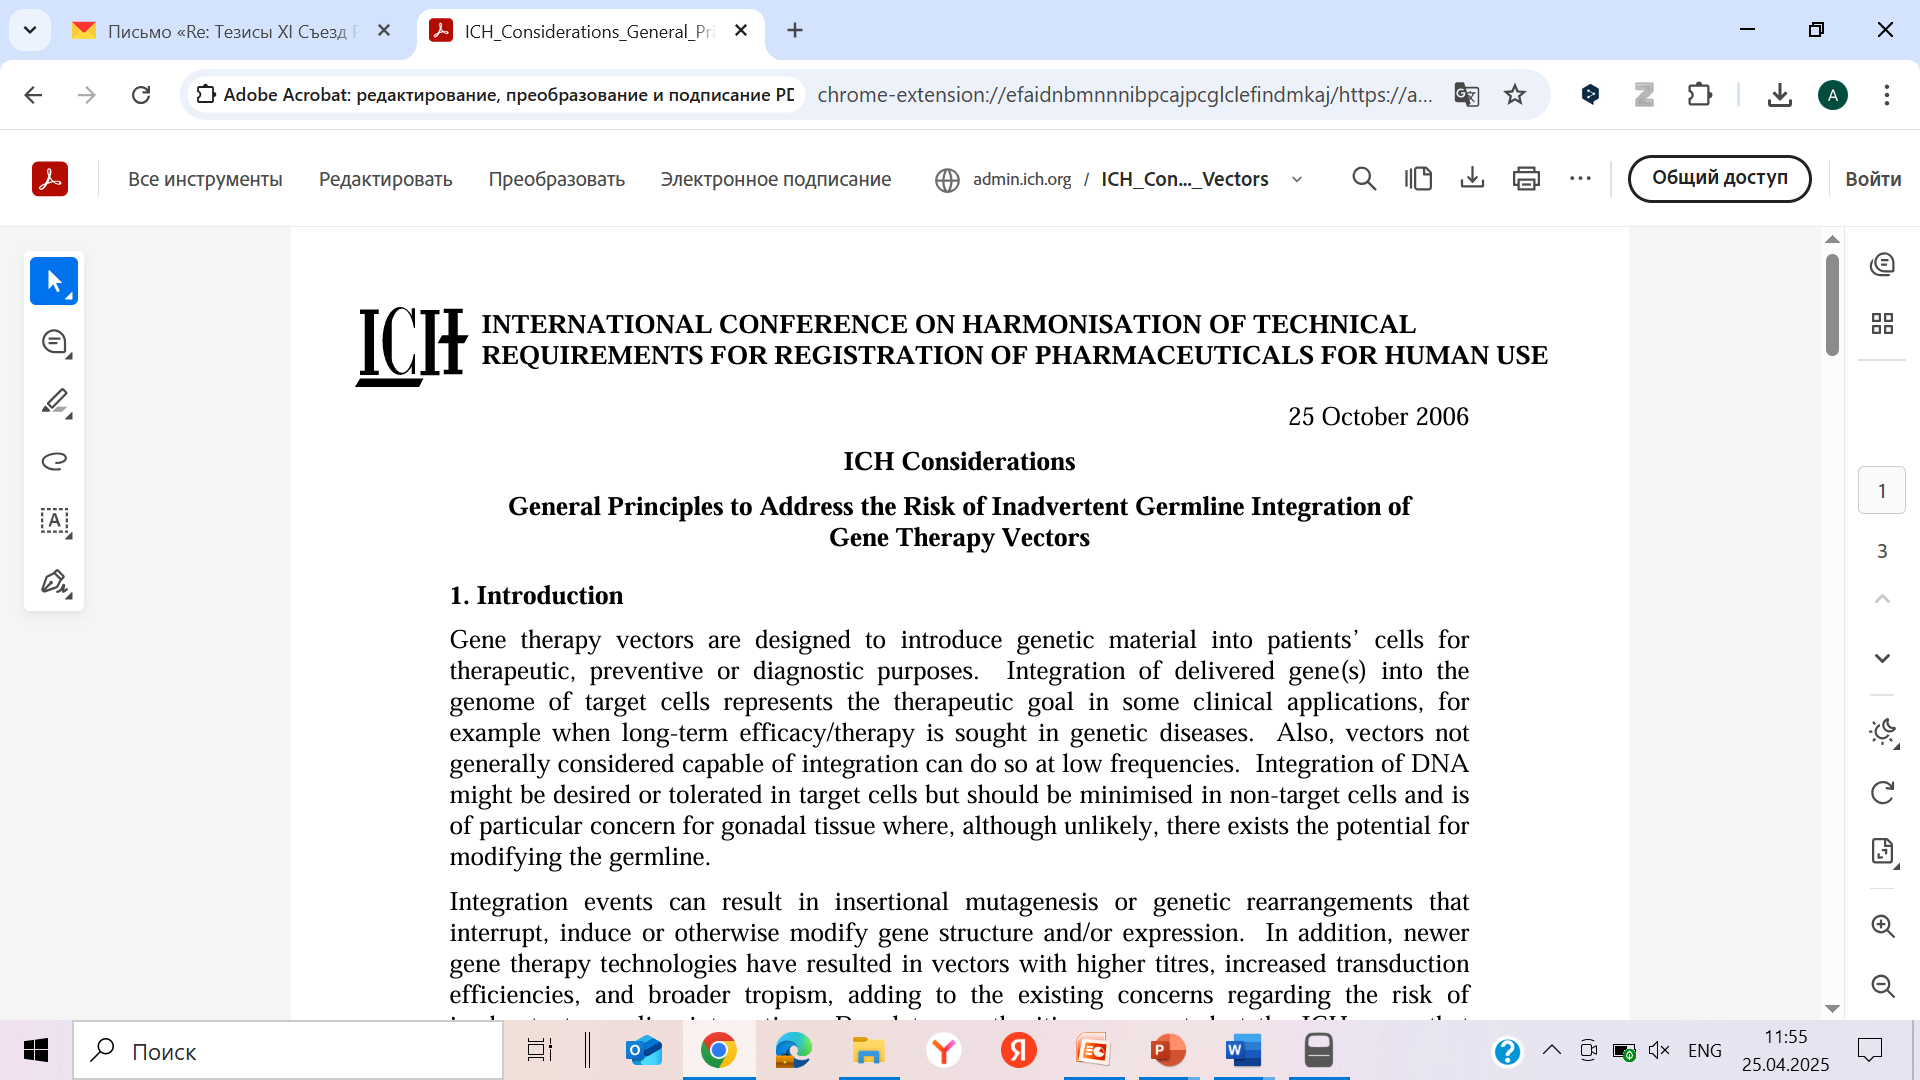 Письмо «Re: Тезисы XI Съезд
ICH_Considerations_General_Pri
Adobe Acrobat: редактирование, преобразование и подписание PD
chrome-extension://efaidnbmnnnibpcajpcglclefindmkaj/https://a...
A
Все инструменты
Редактировать
Преобразовать
Электронное подписание
admin.ich.org / ICH_Con..._Vectors
Общий доступ
Войти
ICH
INTERNATIONAL CONFERENCE ON HARMONISATION OF TECHNICAL
REQUIREMENTS FOR REGISTRATION OF PHARMACEUTICALS FOR HUMAN USE
25 October 2006
ICH Considerations
General Principles to Address the Risk of Inadvertent Germline Integration of
Gene Therapy Vectors
1. Introduction
Gene therapy vectors are designed to introduce genetic material into patients’ cells for
therapeutic, preventive or diagnostic purposes. Integration of delivered gene(s) into the
genome of target cells represents the therapeutic goal in some clinical applications, for
example when long-term efficacy/therapy is sought in genetic diseases. Also, vectors not
generally considered capable of integration can do so at low frequencies. Integration of DNA
might be desired or tolerated in target cells but should be minimised in non-target cells and is
of particular concern for gonadal tissue where, although unlikely, there exists the potential for
modifying the germline.
Integration events can result in insertional mutagenesis or genetic rearrangements that
interrupt, induce or otherwise modify gene structure and/or expression. In addition, newer
gene therapy technologies have resulted in vectors with higher titres, increased transduction
efficiencies, and broader tropism, adding to the existing concerns regarding the risk of
1
3
Поиск
ENG
11:55
25.04.2025